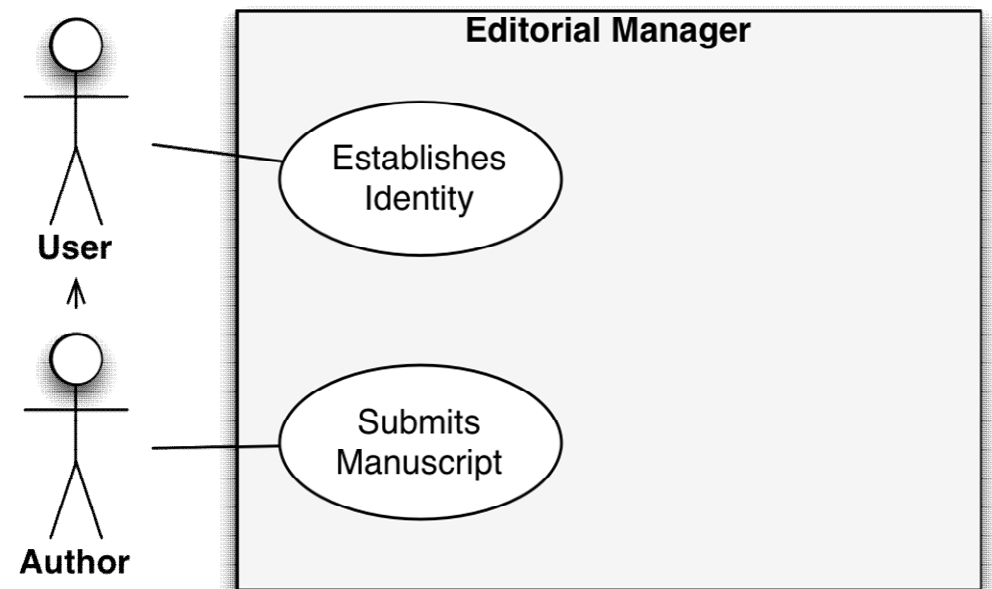 Editorial Manager
Establishes
Identity
User
Submits
Manuscript
Author